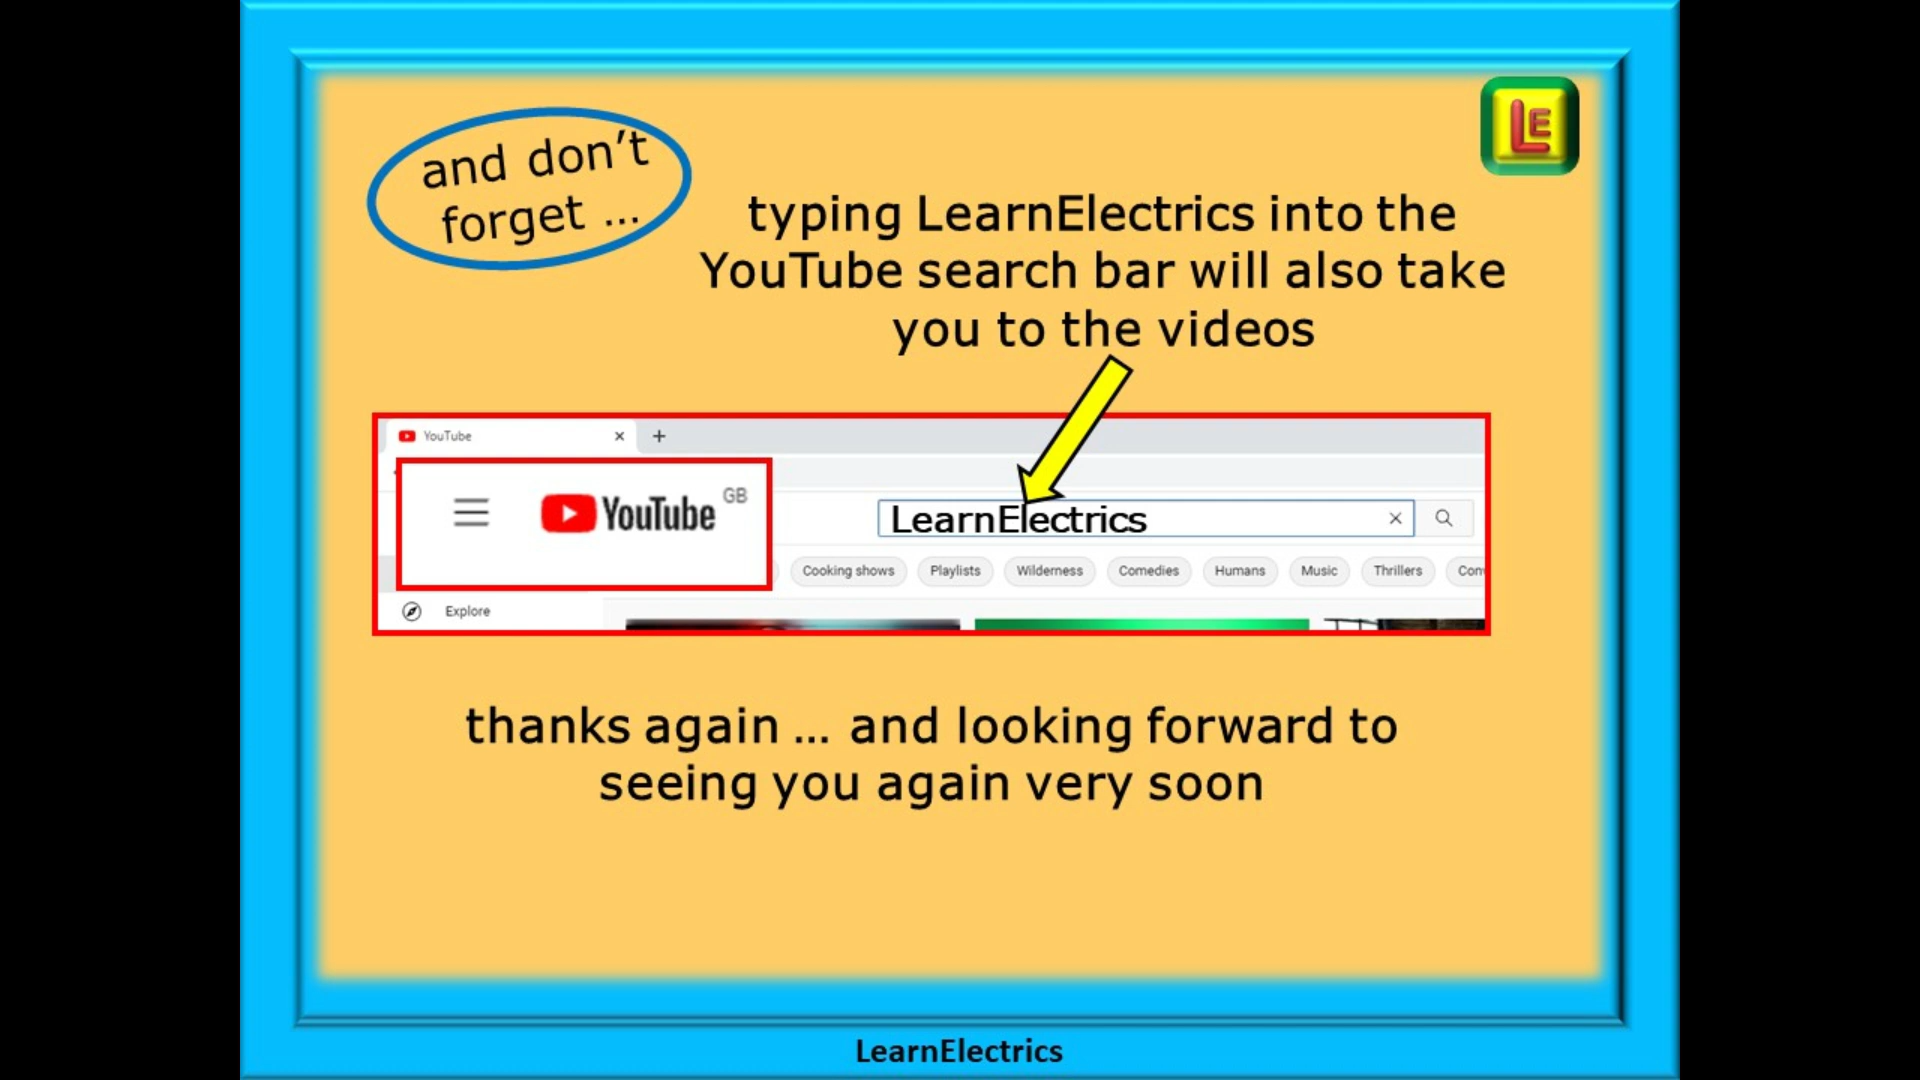 and don't
forget ...
LE
typing LearnElectrics into the
YouTube search bar will also take
you to the videos
YouTube
YouTube GB
LearnElectrics
Cooking shows Playlists Wilderness Comedies Humans Music Thrillers
Explore
thanks again ... and looking forward to
seeing you again very soon
LearnElectrics